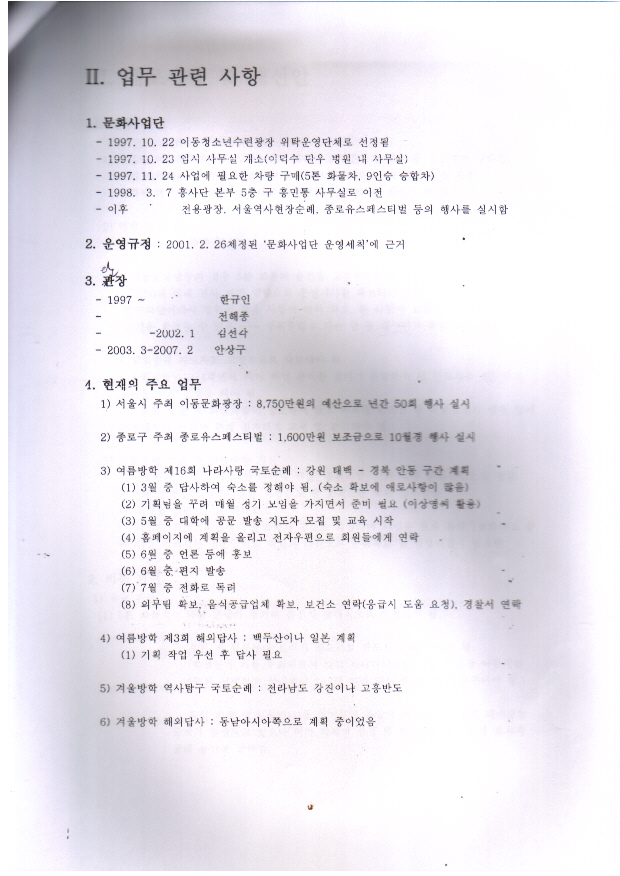 II. 업무 관련 사항
1. 문화사업단
- 1997. 10. 22 이동청소년수련광장 위탁운영단체로 선정됨
- 1997. 10. 23 임시 사무실 개소(이덕수 단우 병원 내 사무실)
- 1997. 11. 24 사업에 필요한 차량 구매(5톤 화물차, 9인승 승합차)
- 1998. 3. 7 흥사단 본부 5층 구 흥민통 사무실로 이전
- 이후 전용광장, 서울역사현장순례, 종로유스페스티벌 등의 행사를 실시함
2. 운영규정 : 2001. 2. 26제정된 '문화사업단 운영세칙'에 근거
3. 관장
- 1997 ~ 한규인
- 전해종
- -2002. 1 김선각
- 2003. 3-2007. 2 안상구
4. 현재의 주요 업무
1) 서울시 주최 이동문화광장 : 8,750만원의 예산으로 년간 50회 행사 실시
2) 종로구 주최 종로유스페스티벌 : 1,600만원 보조금으로 10월경 행사 실시
3) 여름방학 제16회 나라사랑 국토순례 : 강원 태백 - 경북 안동 구간 계획
(1) 3월 중 답사하여 숙소를 정해야 됨. (숙소 확보에 애로사항이 많음)
(2) 기획팀을 꾸려 매월 정기 모임을 가지면서 준비 필요 (이상명씨 활용)
(3) 5월 중 대학에 공문 발송 지도자 모집 및 교육 시작
(4) 홈페이지에 계획을 올리고 전자우편으로 회원들에게 연락
(5) 6월 중 언론 등에 홍보
(6) 6월 중 편지 발송
(7) 7월 중 전화로 독려
(8) 의무팀 확보, 음식공급업체 확보, 보건소 연락(응급시 도움 요청), 경찰서 연락
4) 여름방학 제3회 해외답사 : 백두산이나 일본 계획
(1) 기획 작업 우선 후 답사 필요
5) 겨울방학 역사탐구 국토순례 : 전라남도 강진이나 고흥반도
6) 겨울방학 해외답사 : 동남아시아쪽으로 계획 중이었음